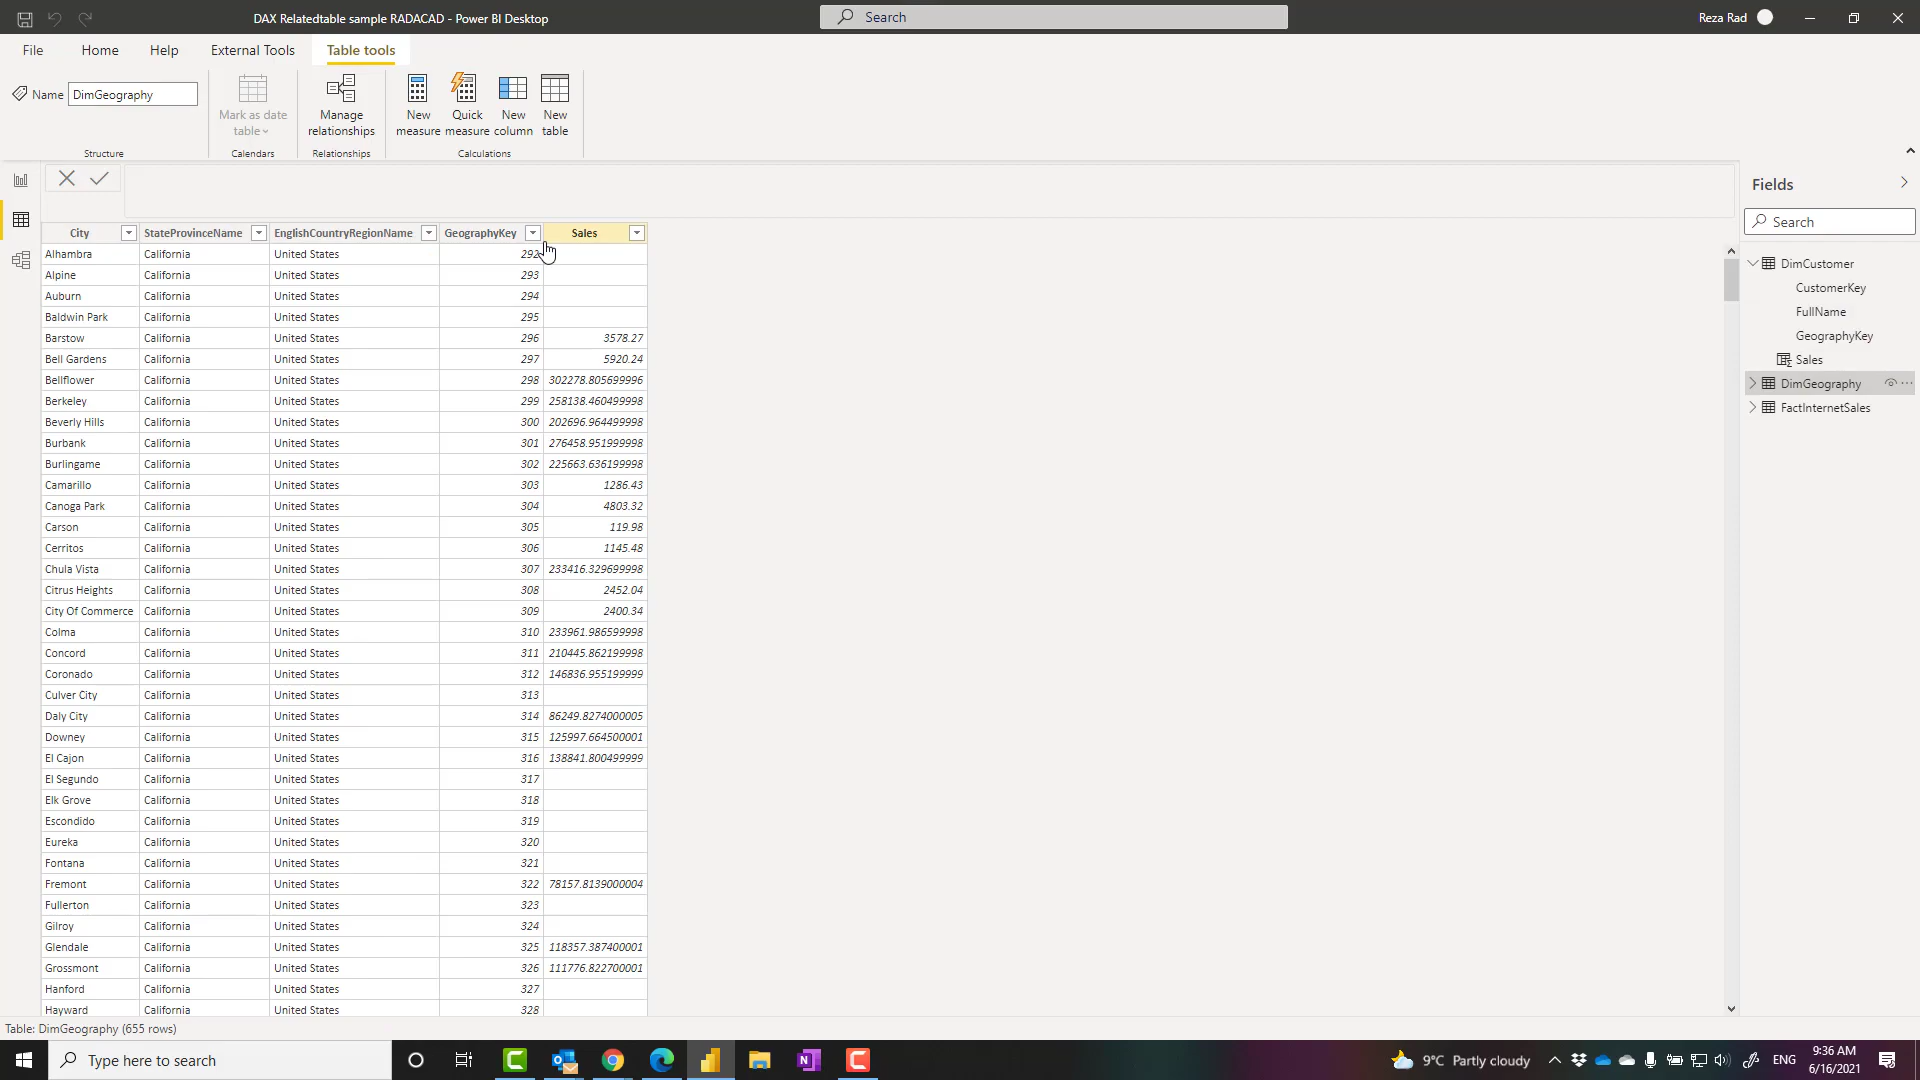 DAX Relatedtable sample RADACAD - Power BI Desktop
Search
Reza Rad
File
Home
Help
External Tools
Table tools
Name
DimGeography
Mark as date
table
Manage
relationships
New
measure
Quick
measure
New
column
New
table
Structure
Calendars
Relationships
Calculations
City StateProvinceName EnglishCountryRegionName GeographyKey Sales
Alhambra California United States 292
Alpine California United States 293
Auburn California United States 294
Baldwin Park California United States 295
Barstow California United States 296 3578.27
Bell Gardens California United States 297 5920.24
Bellflower California United States 298 302278.805699996
Berkeley California United States 299 258138.460499998
Beverly Hills California United States 300 202696.964499998
Burbank California United States 301 276458.951999998
Burlingame California United States 302 225663.636199998
Camarillo California United States 303 1286.43
Canoga Park California United States 304 4803.32
Carson California United States 305 119.98
Cerritos California United States 306 1145.48
Chula Vista California United States 307 233416.329699998
Citrus Heights California United States 308 2452.04
City Of Commerce California United States 309 2400.34
Colma California United States 310 233961.986599998
Concord California United States 311 210445.862199998
Coronado California United States 312 146836.955199999
Culver City California United States 313
Daly City California United States 314 86249.8274000005
Downey California United States 315 125997.664500001
El Cajon California United States 316 138841.800499999
El Segundo California United States 317
Elk Grove California United States 318
Escondido California United States 319
Eureka California United States 320
Fontana California United States 321
Fremont California United States 322 78157.8139000004
Fullerton California United States 323
Gilroy California United States 324
Glendale California United States 325 118357.387400001
Grossmont California United States 326 111776.822700001
Hanford California United States 327
Hayward California United States 328
Fields
Search
DimCustomer
CustomerKey
FullName
GeographyKey
Sales
DimGeography
FactInternetSales
Table: DimGeography (655 rows)
Type here to search
9°C Partly cloudy
ENG
9:36 AM
6/16/2021